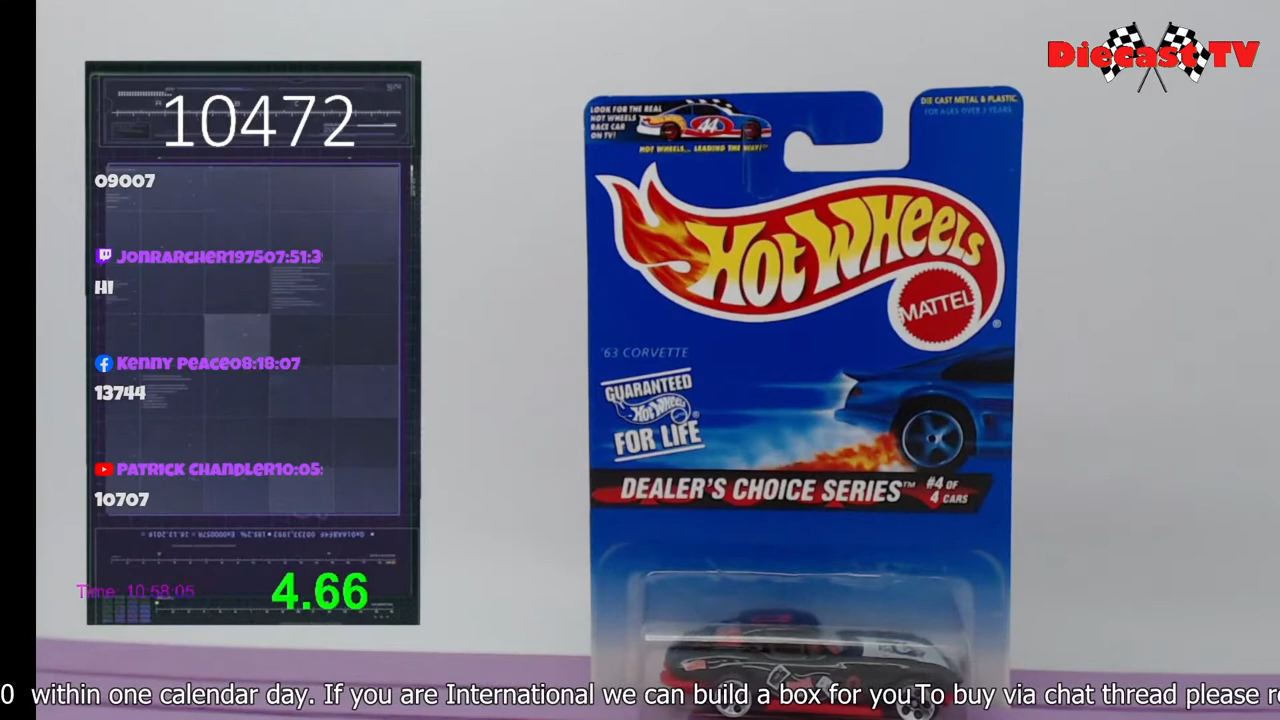 Diecast TV
10472
09007
JONRARCHER197507:51:3
HI
KENNY PEACE08:18:07
13744
PATRICK CHANDLER10:05:
10707
Time: 10:58:05
4.66
LOOK FOR THE REAL
HOT WHEELS
RACE CAR
ON TV!
44
HOT WHEELS... LEADING THE WAY!™
DIE CAST METAL & PLASTIC.
FOR AGES OVER 3 YEARS
HOT WHEELS
MATTEL
®
'63 CORVETTE
GUARANTEED
HOT WHEELS ®
FOR LIFE
DEALER'S CHOICE SERIES™ #4 OF
4 CARS
0 within one calendar day. If you are International we can build a box for you To buy via chat thread please r